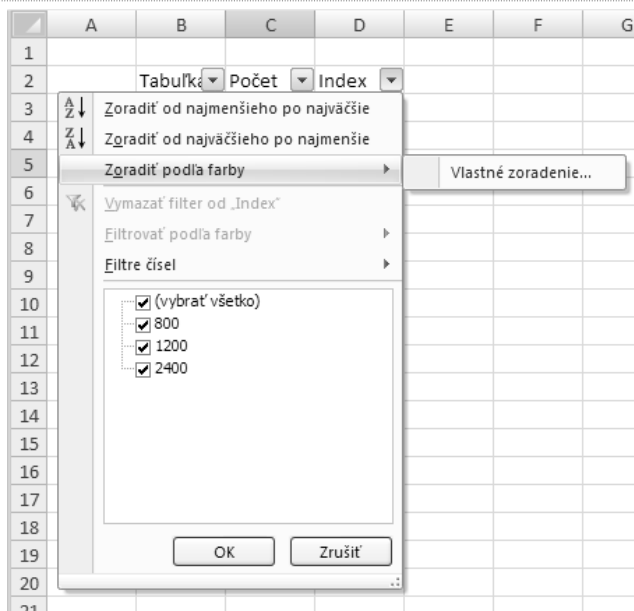 A B C D E F G
1
2 Tabuľka Počet Index
3 Zoradiť od najmenšieho po najväčšie
4 Zoradiť od najväčšieho po najmenšie
5 Zoradiť podľa farby Vlastné zoradenie...
6 Vymazať filter od „Index“
7 Filtrovať podľa farby
8
9 Filtre čísel
10 (vybrať všetko)
11 800
1200
12 2400
13
14
15
16
17
18
19 OK Zrušiť
20
21